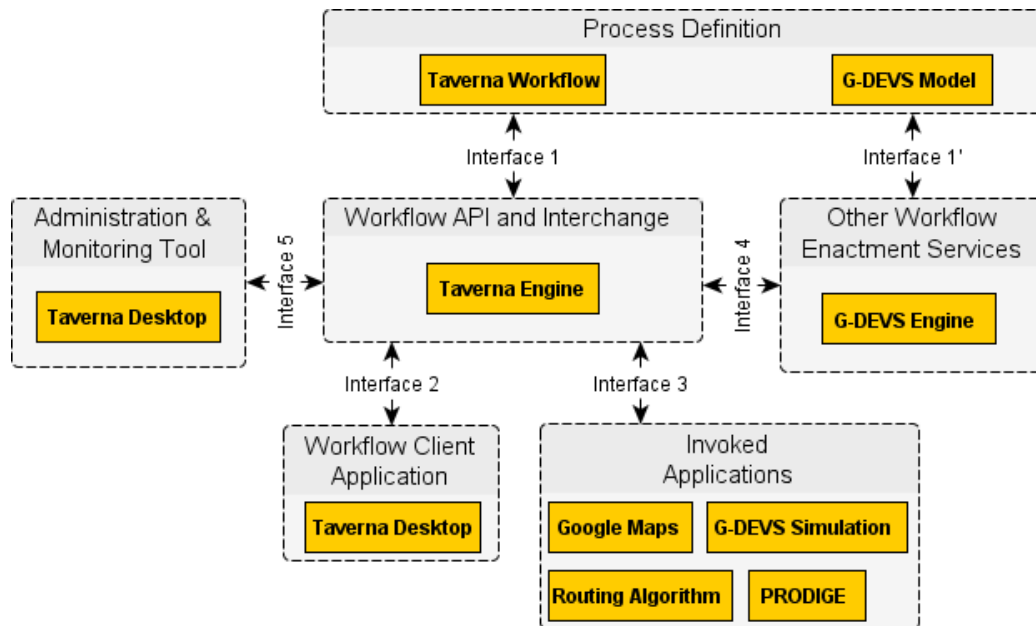 Process Definition
Taverna Workflow
G-DEVS Model
Interface 1
Interface 1'
Administration &
Monitoring Tool
Taverna Desktop
Interface 5
Workflow API and Interchange
Taverna Engine
Interface 4
Other Workflow
Enactment Services
G-DEVS Engine
Interface 2
Interface 3
Workflow Client
Application
Taverna Desktop
Invoked
Applications
Google Maps
G-DEVS Simulation
Routing Algorithm
PRODIGE